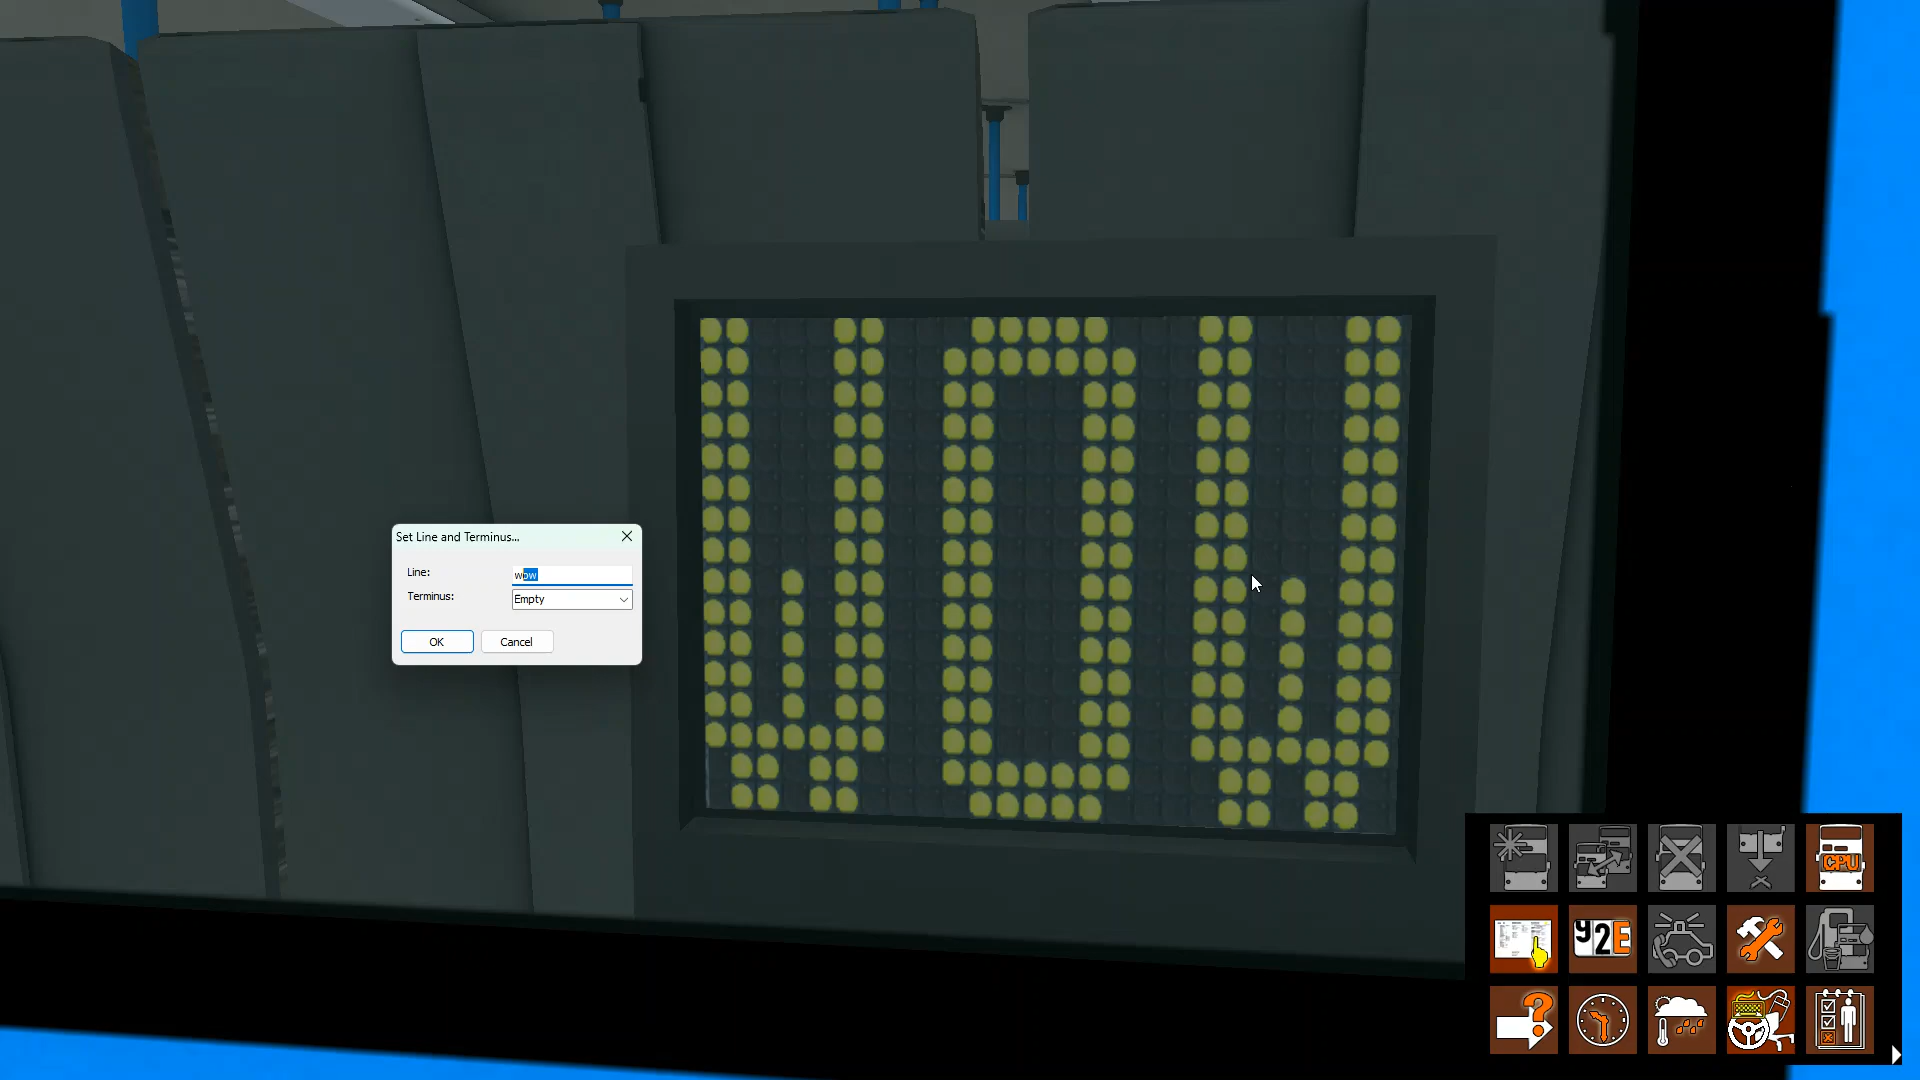 WOW
Set Line and Terminus...
Line: wow
Terminus: Empty
OK Cancel
CPU
92E
?